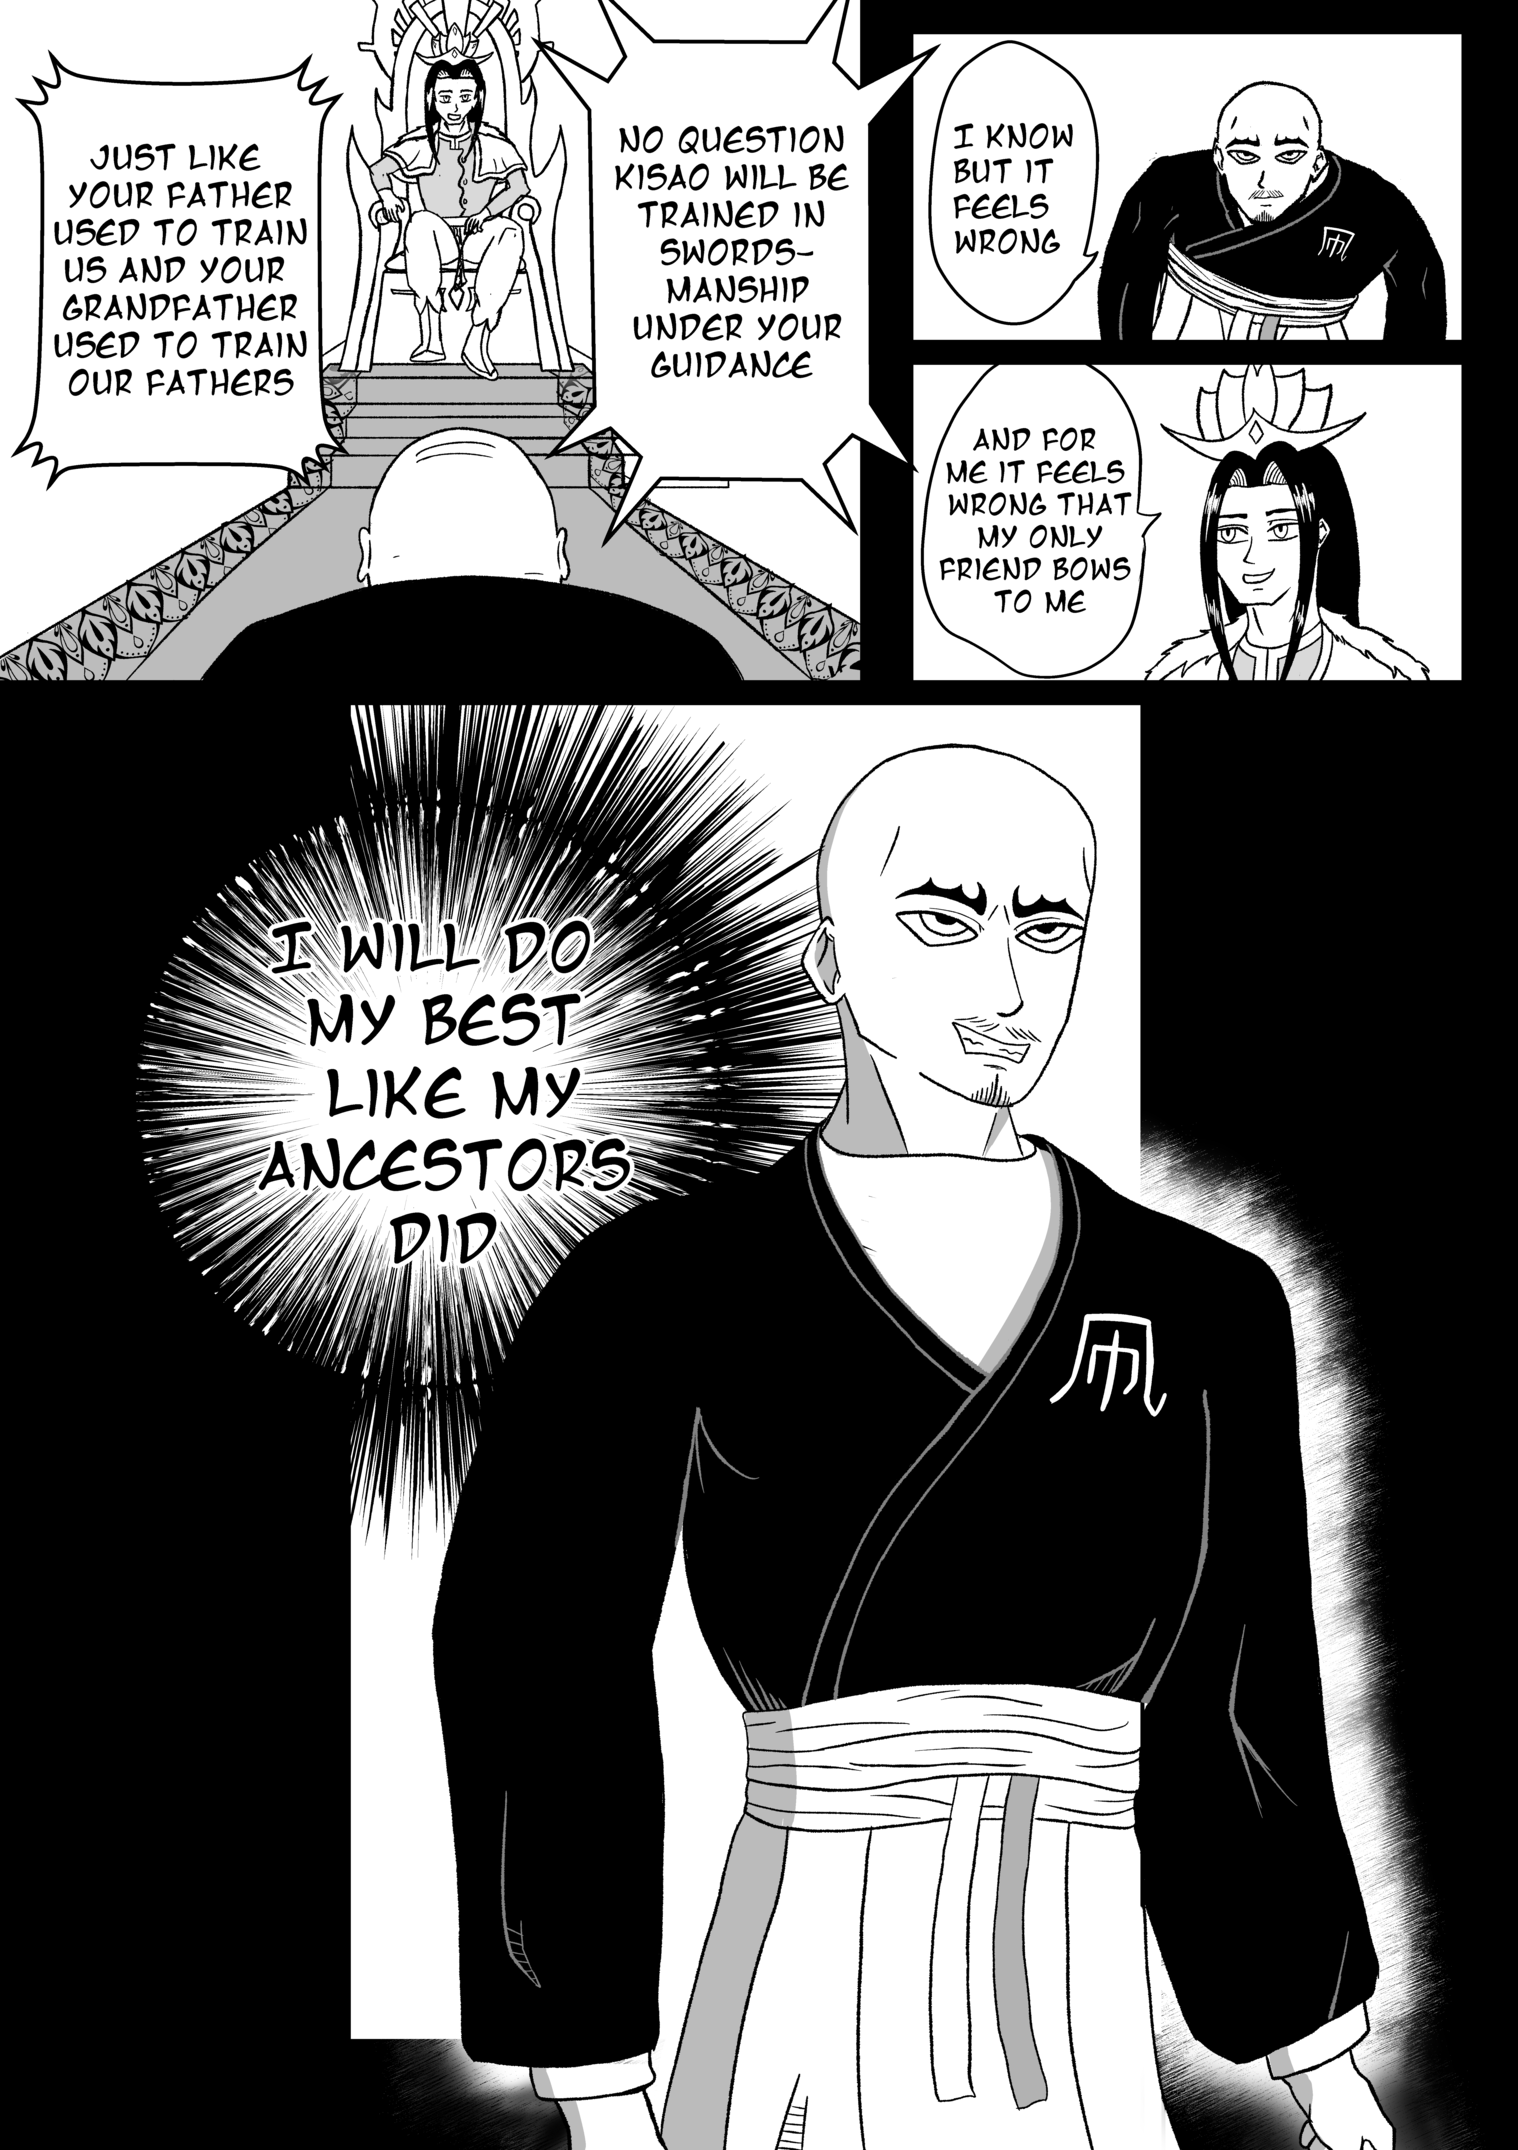 I KNOW
BUT IT
FEELS
WRONG
AND FOR
ME IT FEELS
WRONG THAT
MY ONLY
FRIEND BOWS
TO ME
NO QUESTION
KISAO WILL BE
TRAINED IN
SWORDS-
MANSHIP
UNDER YOUR
GUIDANCE
JUST LIKE
YOUR FATHER
USED TO TRAIN
US AND YOUR
GRANDFATHER
USED TO TRAIN
OUR FATHERS
I WILL DO
MY BEST
LIKE MY
ANCESTORS
DID